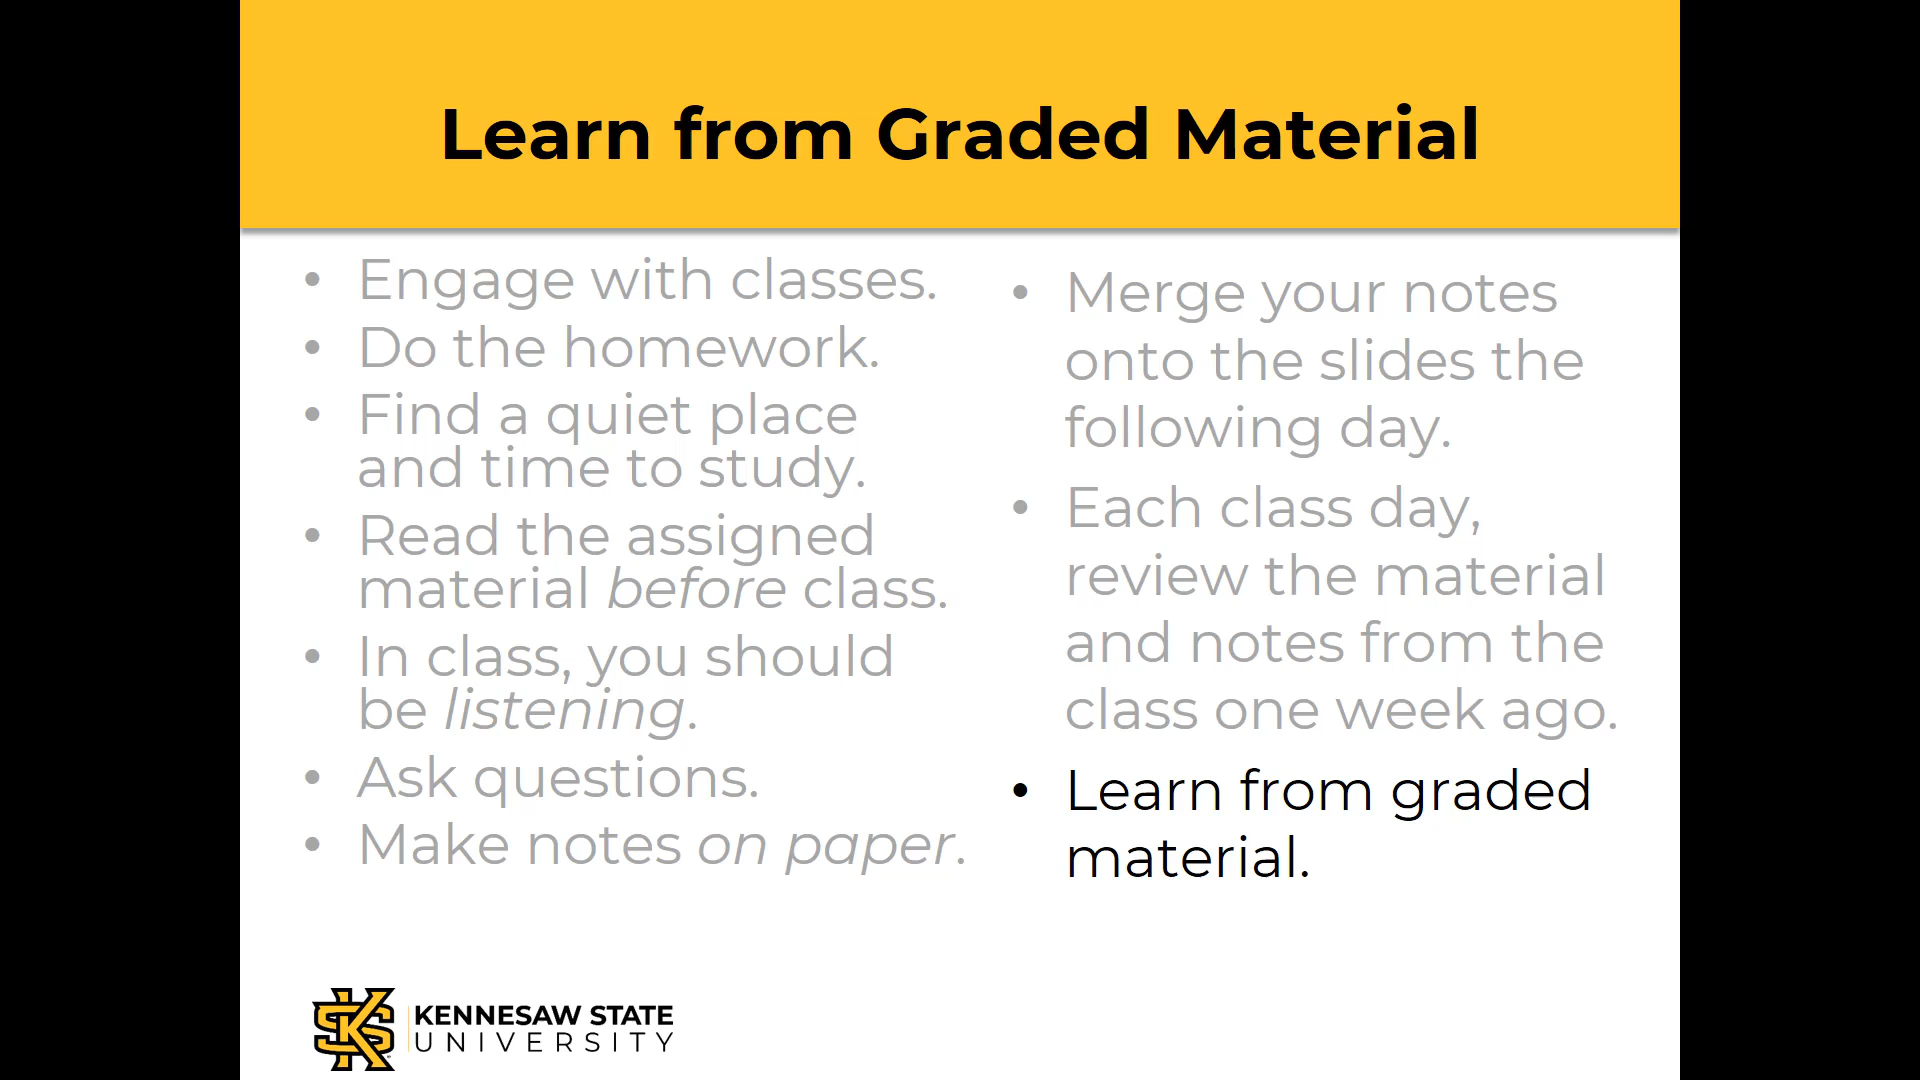 Learn from Graded Material
• Engage with classes.
• Do the homework.
• Find a quiet place
and time to study.
• Read the assigned
material before class.
• In class, you should
be listening.
• Ask questions.
• Make notes on paper.
• Merge your notes
onto the slides the
following day.
• Each class day,
review the material
and notes from the
class one week ago.
• Learn from graded
material.
KENNESAW STATE
UNIVERSITY